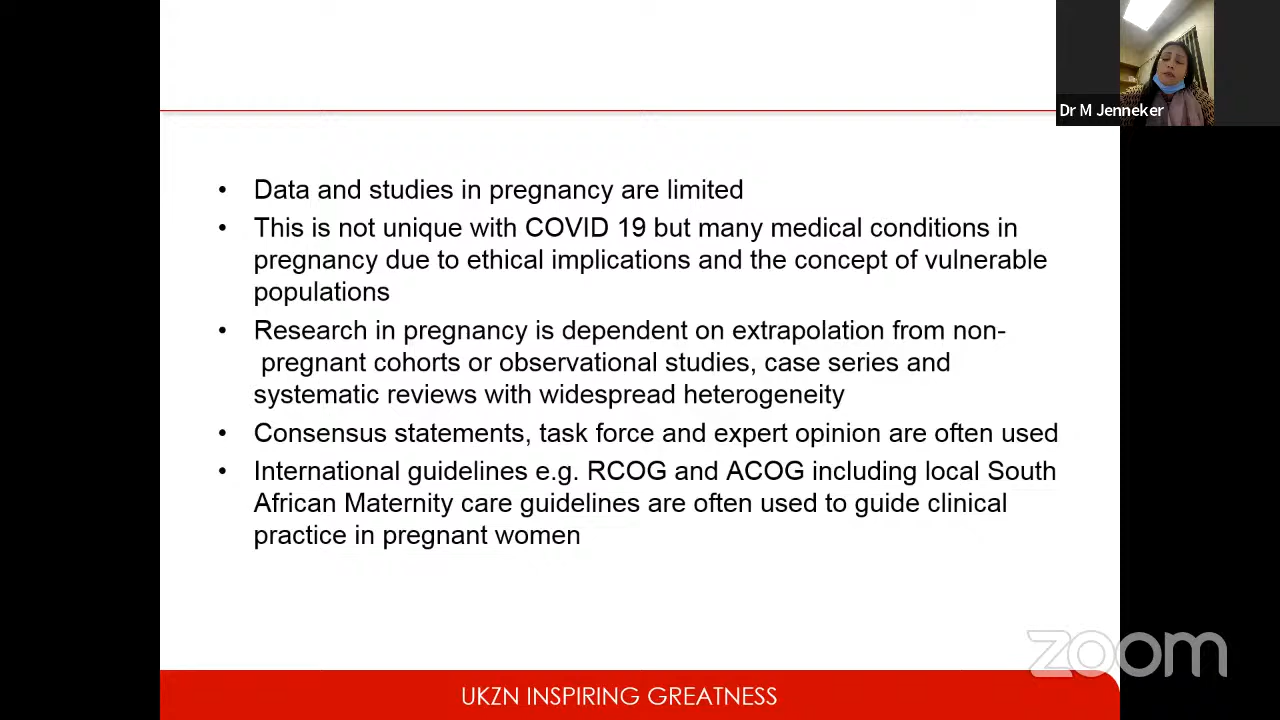 Dr M Jenneker
• Data and studies in pregnancy are limited
• This is not unique with COVID 19 but many medical conditions in
pregnancy due to ethical implications and the concept of vulnerable
populations
• Research in pregnancy is dependent on extrapolation from non-
pregnant cohorts or observational studies, case series and
systematic reviews with widespread heterogeneity
• Consensus statements, task force and expert opinion are often used
• International guidelines e.g. RCOG and ACOG including local South
African Maternity care guidelines are often used to guide clinical
practice in pregnant women
zoom
UKZN INSPIRING GREATNESS